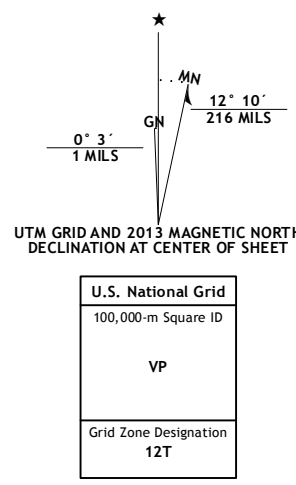 ★
MN
GN
12° 10´
216 MILS
0° 3´
1 MILS
UTM GRID AND 2013 MAGNETIC NORTH
DECLINATION AT CENTER OF SHEET
U.S. National Grid
100,000-m Square ID
VP
Grid Zone Designation
12T